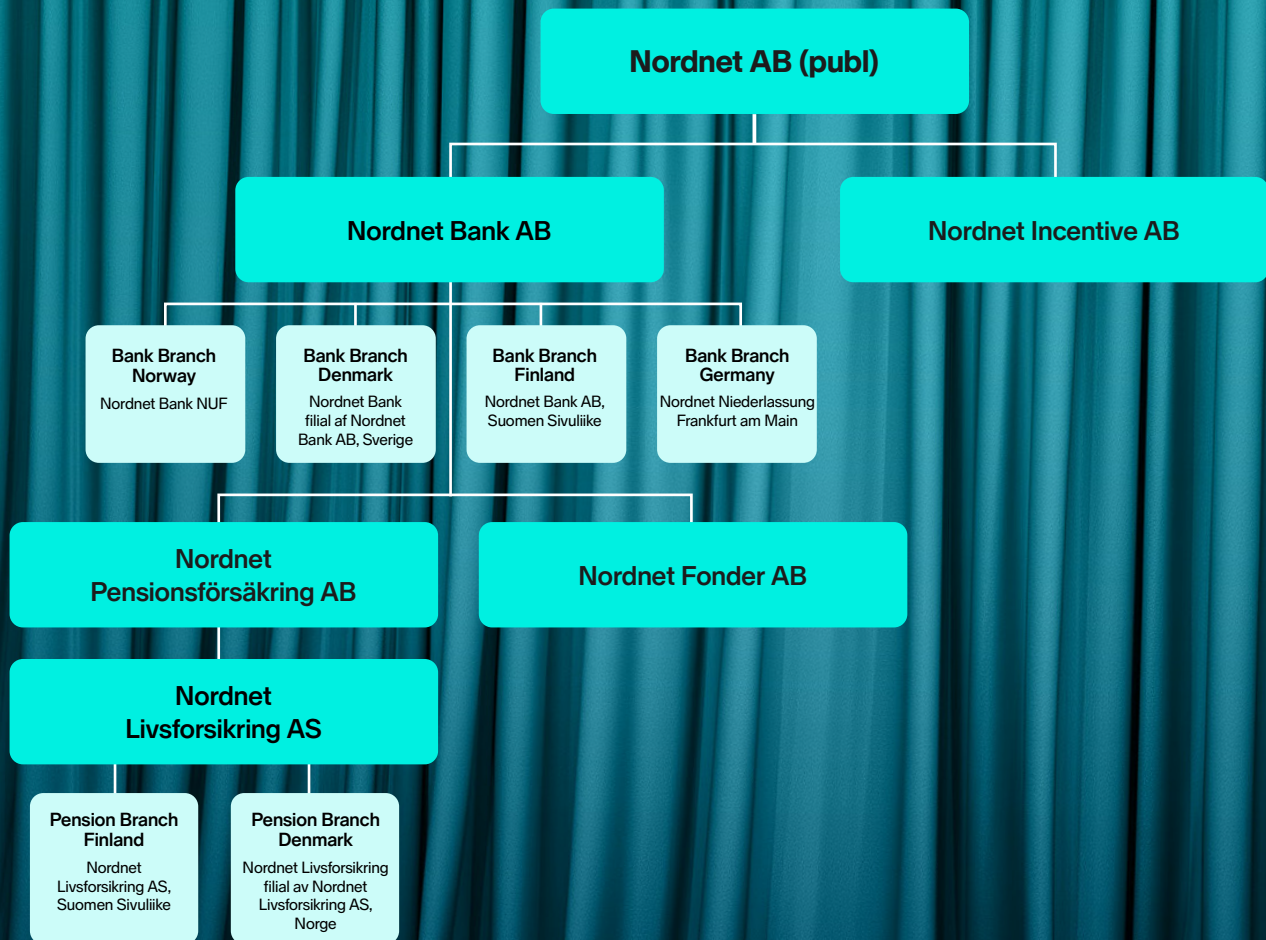 Nordnet AB (publ)
Nordnet Bank AB
Nordnet Incentive AB
Bank Branch
Norway
Nordnet Bank NUF
Bank Branch
Denmark
Nordnet Bank
filial af Nordnet
Bank AB, Sverige
Bank Branch
Finland
Nordnet Bank AB,
Suomen Sivuliike
Bank Branch
Germany
Nordnet Niederlassung
Frankfurt am Main
Nordnet
Pensionsförsäkring AB
Nordnet Fonder AB
Nordnet
Livsforsikring AS
Pension Branch
Finland
Nordnet
Livsforsikring AS,
Suomen Sivuliike
Pension Branch
Denmark
Nordnet Livsforsikring
filial av Nordnet
Livsforsikring AS,
Norge